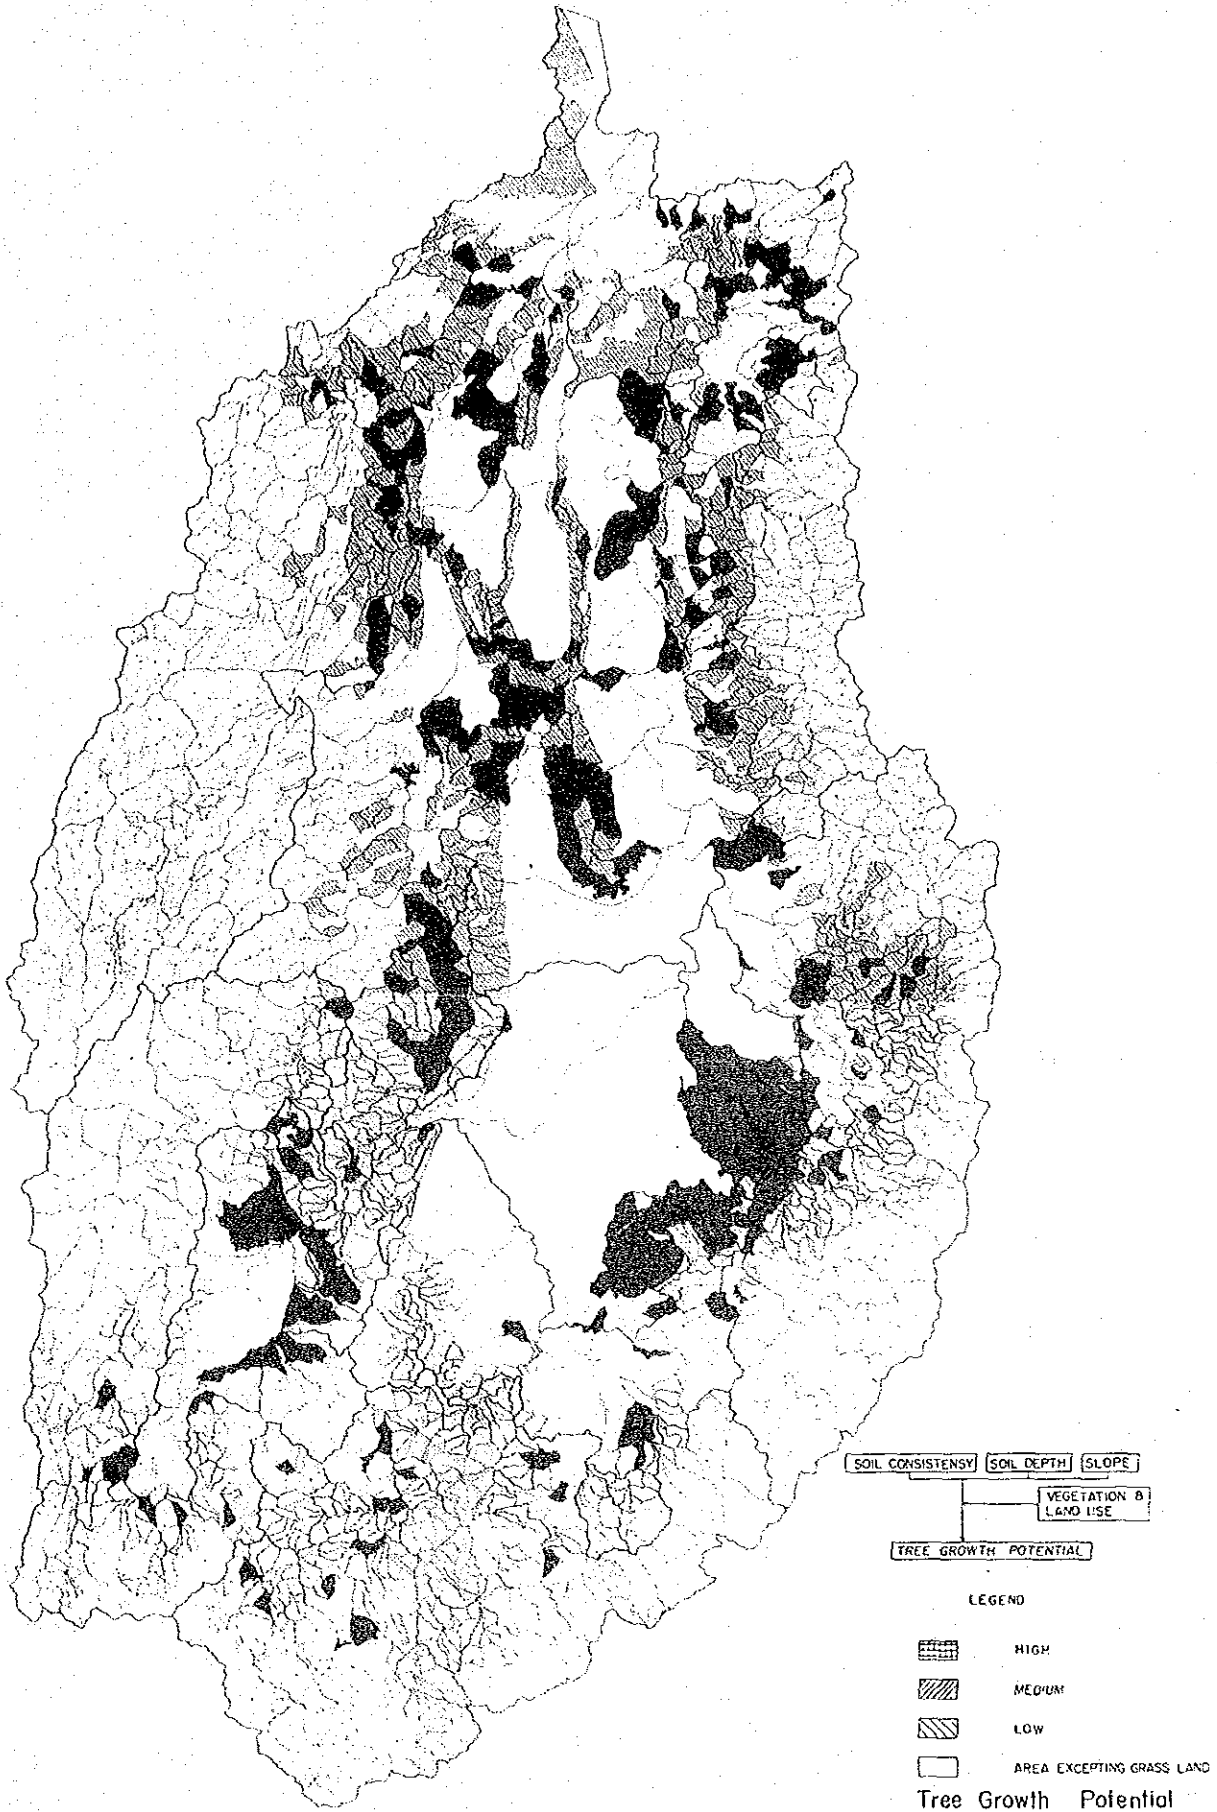 SOIL CONSISTENSY SOIL DEPTH SLOPE
VEGETATION &
LAND USE
TREE GROWTH POTENTIAL
LEGEND
HIGH
MEDIUM
LOW
AREA EXCEPTING GRASS LAND
Tree Growth Potential